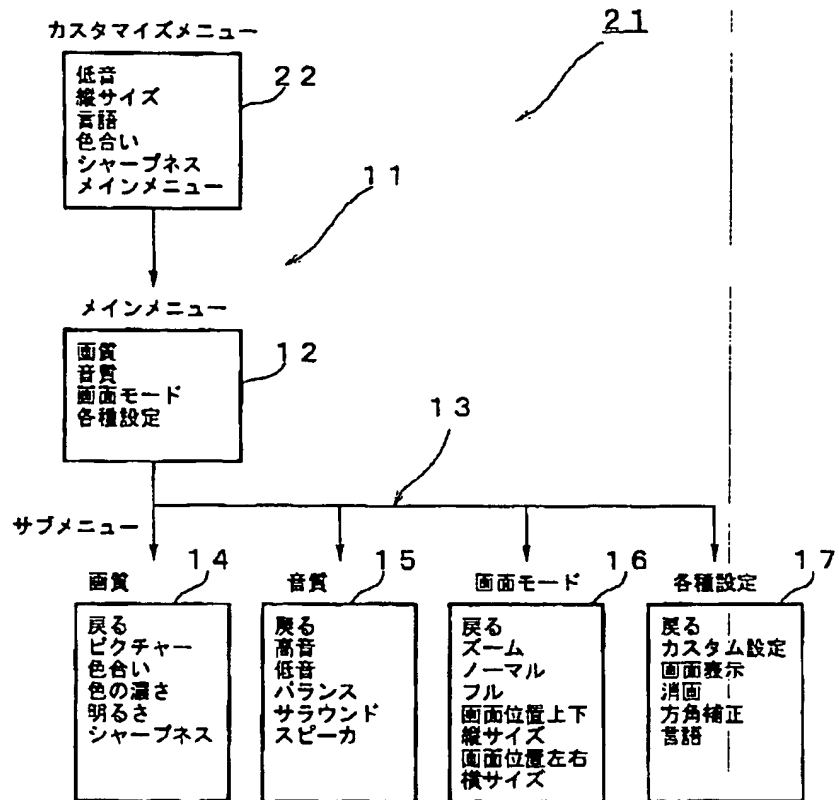 カスタマイズメニュー
21
低音
縦サイズ
言語
色合い
シャープネス
メインメニュー
22
11
メインメニュー
画質
音質
画面モード
各種設定
12
13
サブメニュー
画質
14
戻る
ピクチャー
色合い
色の濃さ
明るさ
シャープネス
音質
15
戻る
高音
低音
バランス
サラウンド
スピーカ
画面モード
16
戻る
ズーム
ノーマル
フル
画面位置上下
縦サイズ
画面位置左右
横サイズ
各種設定
17
戻る
カスタム設定
画面表示
消画
方角補正
言語